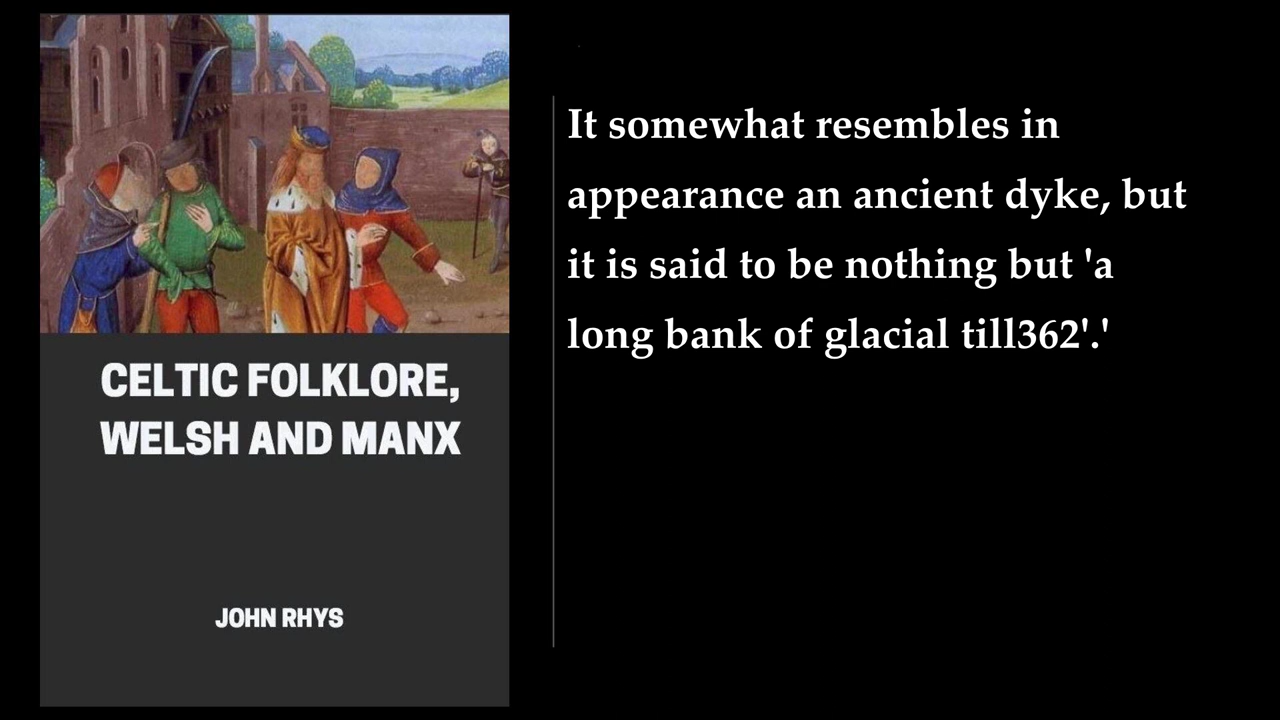 CELTIC FOLKLORE,
WELSH AND MANX
JOHN RHYS
It somewhat resembles in
appearance an ancient dyke, but
it is said to be nothing but 'a
long bank of glacial till362'.'